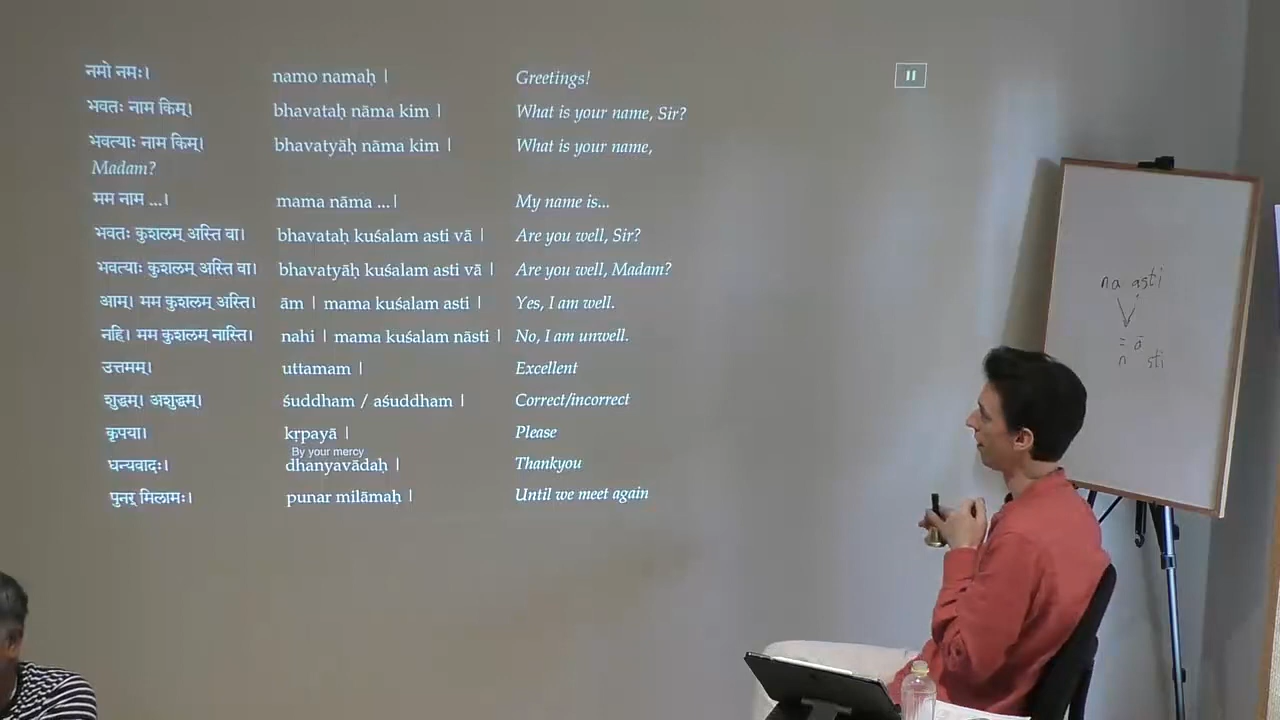 नमो नमः। namo namaḥ | Greetings!
भवतः नाम किम्। bhavataḥ nāma kim | What is your name, Sir?
भवत्याः नाम किम्। bhavatyāḥ nāma kim | What is your name,
Madam?
मम नाम ...। mama nāma ... | My name is...
भवतः कुशलम् अस्ति वा। bhavataḥ kuśalam asti vā | Are you well, Sir?
भवत्याः कुशलम् अस्ति वा। bhavatyāḥ kuśalam asti vā | Are you well, Madam?
आम्। मम कुशलम् अस्ति। ām | mama kuśalam asti | Yes, I am well.
नहि। मम कुशलम् नास्ति। nahi | mama kuśalam nāsti | No, I am unwell.
उत्तमम्। uttamam | Excellent
शुद्धम्। अशुद्धम्। śuddham / aśuddham | Correct/incorrect
कृपया। kṛpayā | Please
By your mercy
धन्यवादः। dhanyavādaḥ | Thankyou
पुनर् मिलामः। punar milāmaḥ | Until we meet again
na asti
= ā
n sti